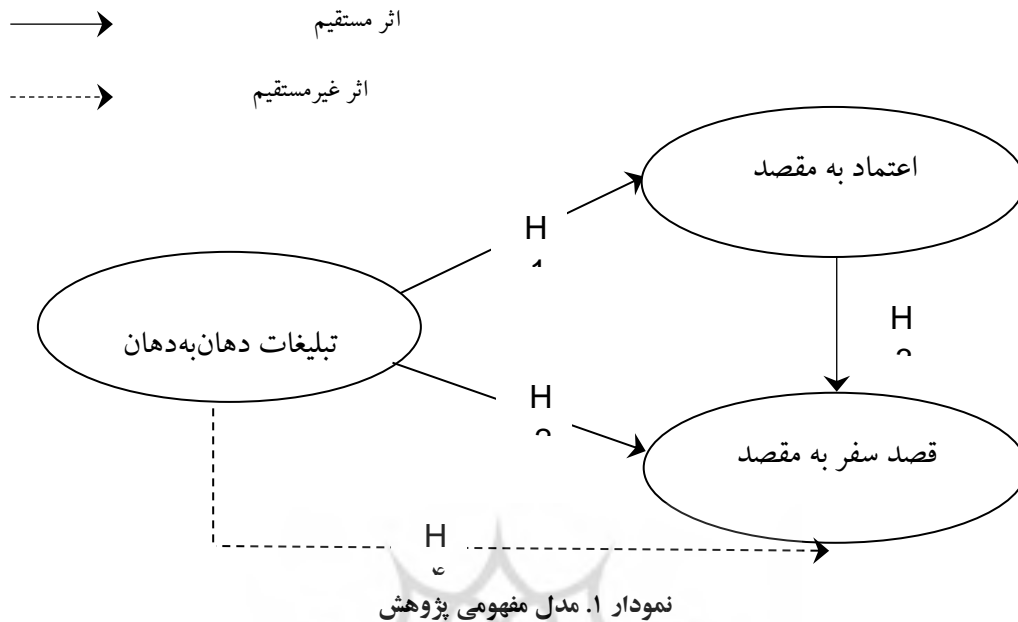 اثر مستقیم
اثر غیرمستقیم
اعتماد به مقصد
H
H
تبلیغات دهان‌به‌دهان
H
قصد سفر به مقصد
H
نمودار ۱. مدل مفهومی پژوهش